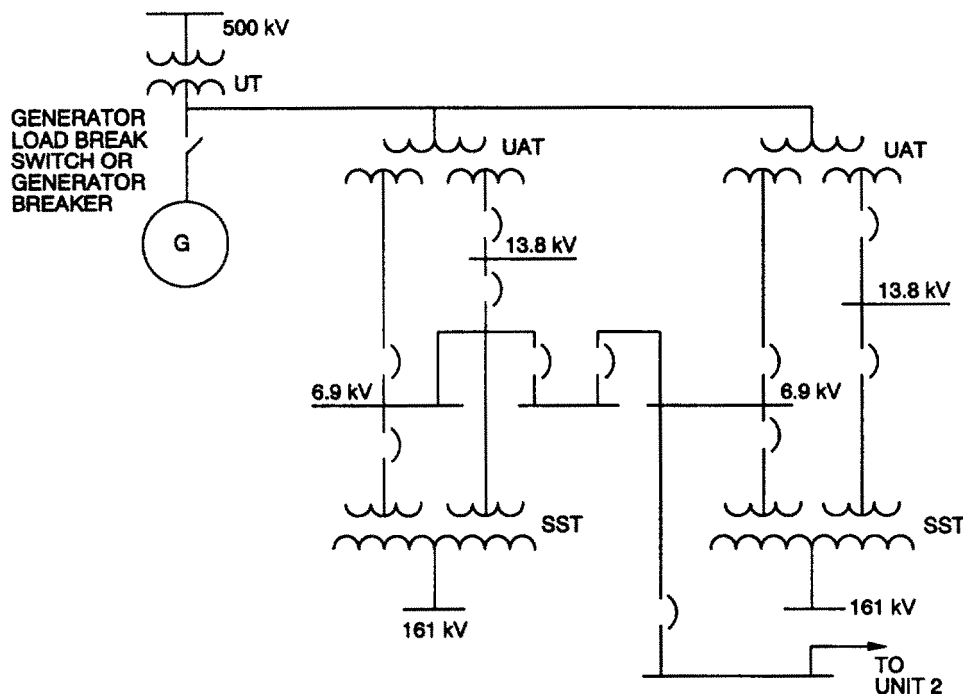 500 kV
UT
GENERATOR
LOAD BREAK
SWITCH OR
GENERATOR
BREAKER
G
UAT
UAT
13.8 kV
13.8 kV
6.9 kV
6.9 kV
SST
SST
161 kV
161 kV
TO
UNIT 2